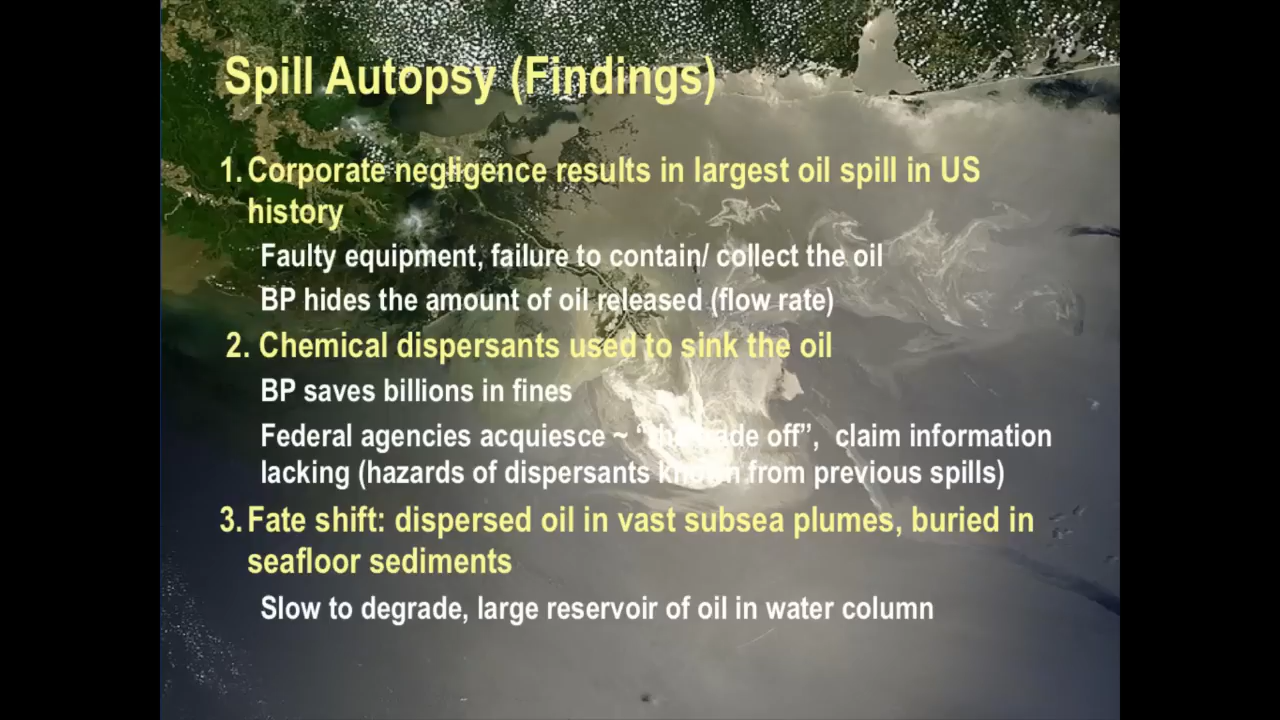 Spill Autopsy (Findings)
1. Corporate negligence results in largest oil spill in US
history
Faulty equipment, failure to contain/ collect the oil
BP hides the amount of oil released (flow rate)
2. Chemical dispersants used to sink the oil
BP saves billions in fines
Federal agencies acquiesce ~ “the trade off”, claim information
lacking (hazards of dispersants known from previous spills)
3. Fate shift: dispersed oil in vast subsea plumes, buried in
seafloor sediments
Slow to degrade, large reservoir of oil in water column